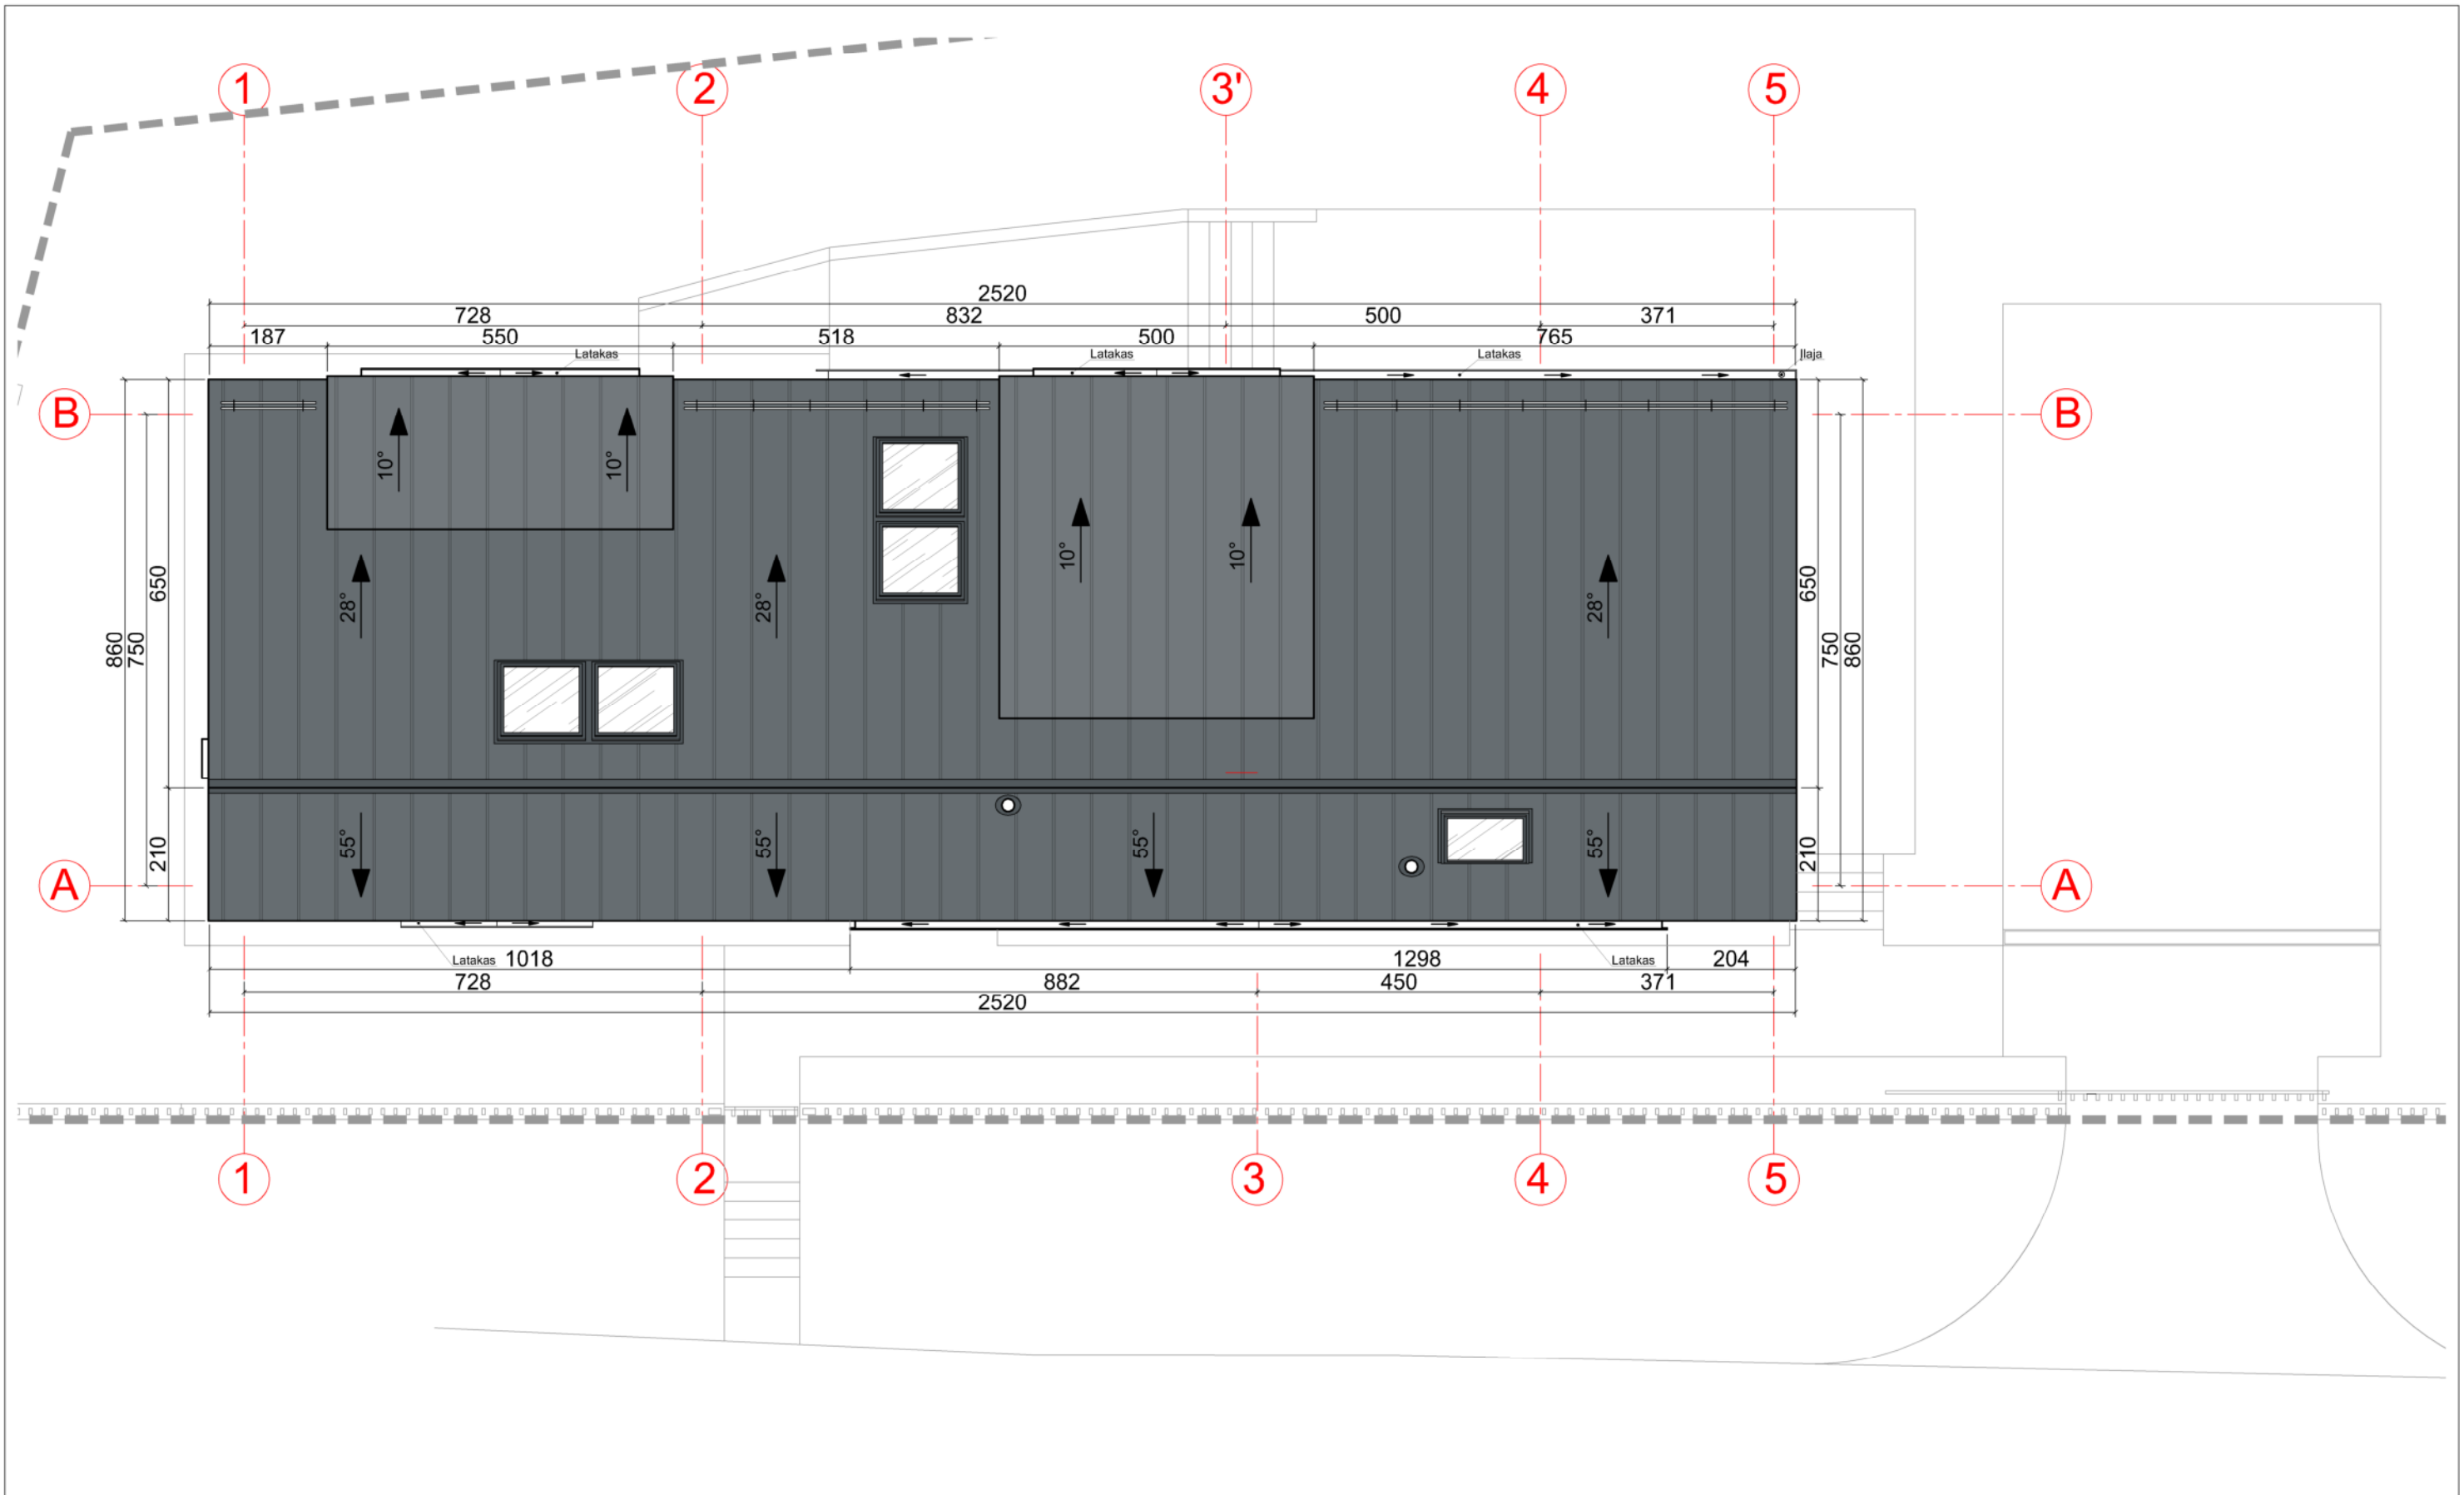 1 2 3' 4 5
2520
728 832 500 371
187 550 518 500 765
Latakas Latakas Latakas Ilaja
B B
10° 10° 10° 10°
28° 28° 28°
650 650
860 750 750 860
55° 55° 55° 55°
210 210
A A
Latakas 1018 1298 Latakas 204
728 882 450 371
2520
1 2 3 4 5